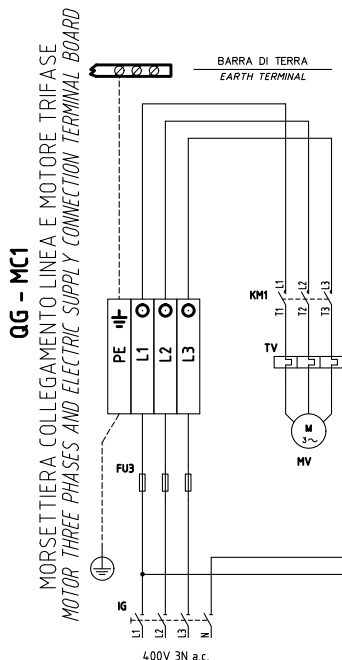 QG - MC1
MORSETTIERA COLLEGAMENTO LINEA E MOTORE TRIFASE
MOTOR THREE PHASES AND ELECTRIC SUPPLY CONNECTION TERMINAL BOARD
BARRA DI TERRA
EARTH TERMINAL
KM1
L1
L2
L3
T1
T2
T3
TV
PE
L1
L2
L3
M
3~
MV
FU3
IG
L1
L2
L3
N
400V 3N a.c.